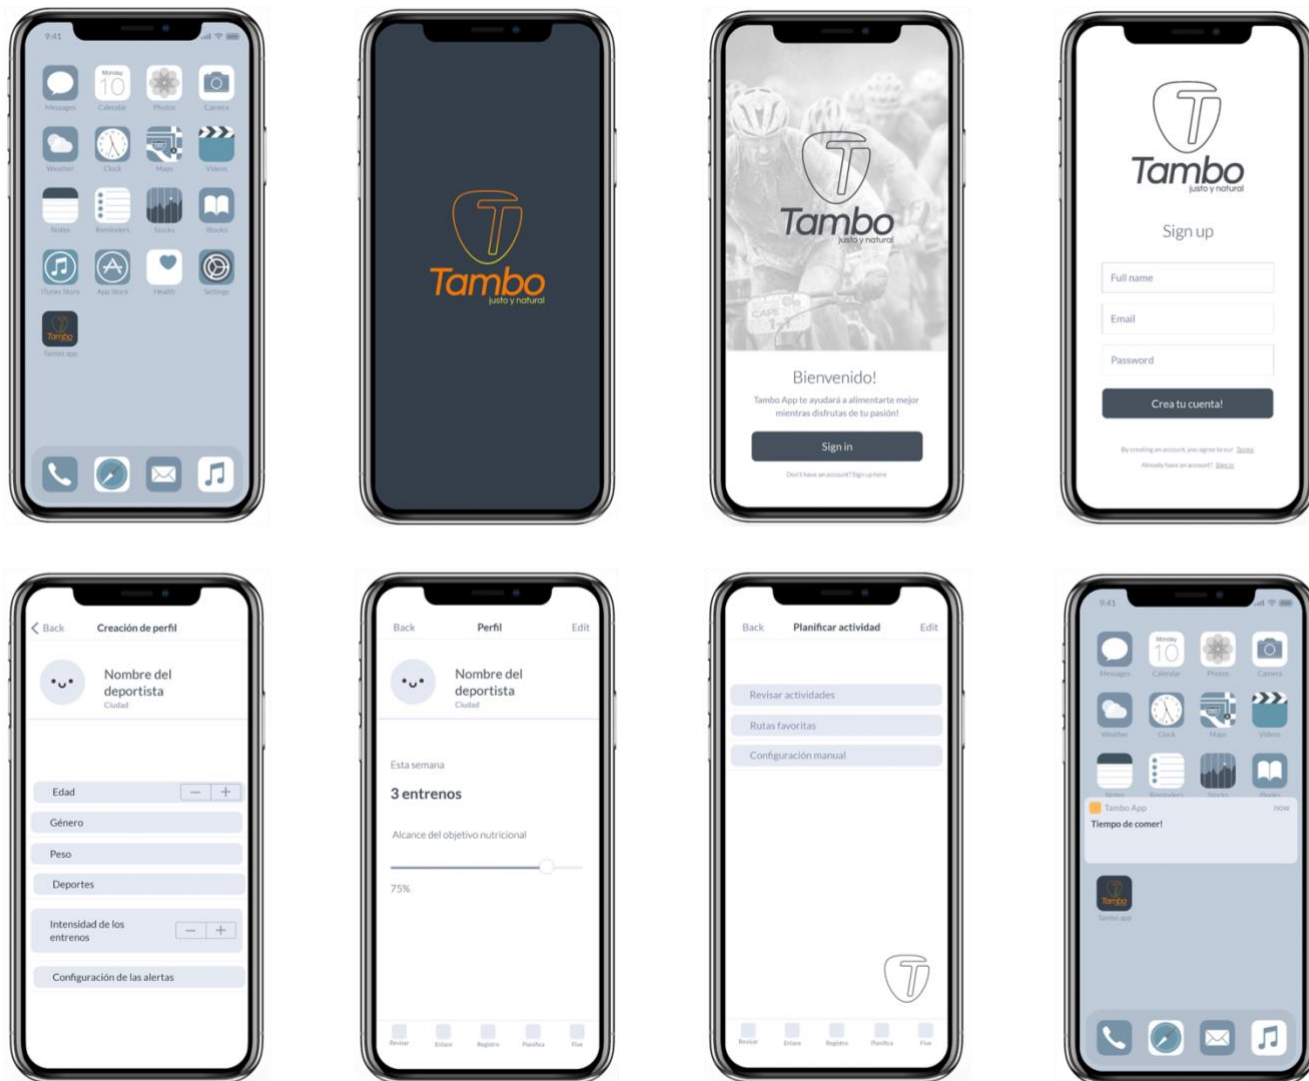 9:41
Monday
10
Messages
Calendar
Photos
Camera
Weather
Clock
Maps
Videos
Notes
Reminders
Stocks
iBooks
iTunes Store
App Store
Health
Settings
Tambo
Tambo app
Tambo
justo y natural
Tambo
justo y natural
CAPE
Bienvenido!
Tambo App te ayudará a alimentarte mejor
mientras disfrutas de tu pasión!
Sign in
Don't have an account? Sign up here
Tambo
justo y natural
Sign up
Full name
Email
Password
Crea tu cuenta!
By creating an account, you agree to our Terms
Already have an account? Sign in
Back
Creación de perfil
Nombre del
deportista
Ciudad
Edad
Género
Peso
Deportes
Intensidad de los
entrenos
Configuración de las alertas
Back
Perfil
Edit
Nombre del
deportista
Ciudad
Esta semana
3 entrenos
Alcance del objetivo nutricional
75%
Revisar
Enlace
Registro
Planifica
Back
Planificar actividad
Edit
Revisar actividades
Rutas favoritas
Configuración manual
Revisar
Enlace
Registro
Planifica
9:41
Monday
10
Messages
Calendar
Photos
Camera
Weather
Clock
Maps
Videos
Notes
Reminders
Stocks
iBooks
Tambo App
now
Tiempo de comer!
Tambo
Tambo app